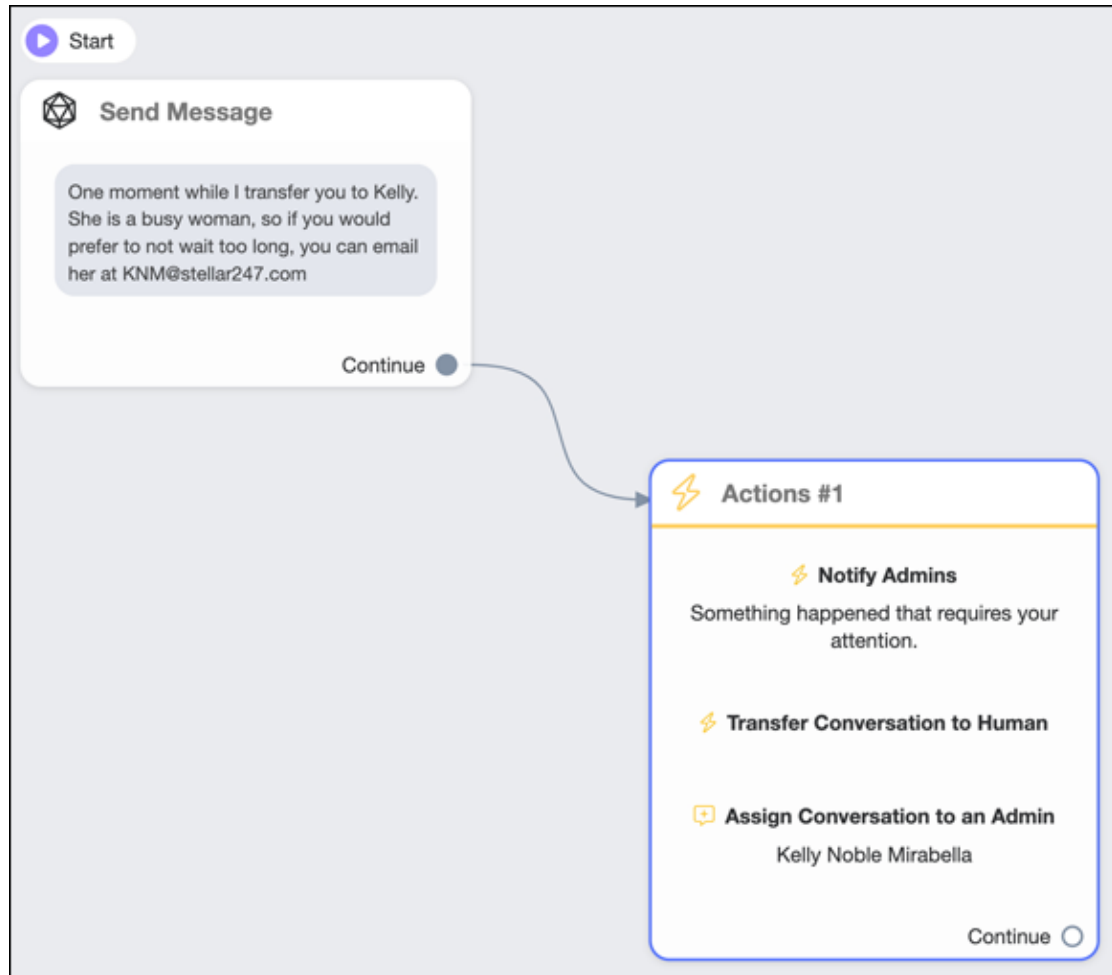 Start
Send Message
One moment while I transfer you to Kelly.
She is a busy woman, so if you would
prefer to not wait too long, you can email
her at KNM@stellar247.com
Continue
Actions #1
Notify Admins
Something happened that requires your
attention.
Transfer Conversation to Human
Assign Conversation to an Admin
Kelly Noble Mirabella
Continue